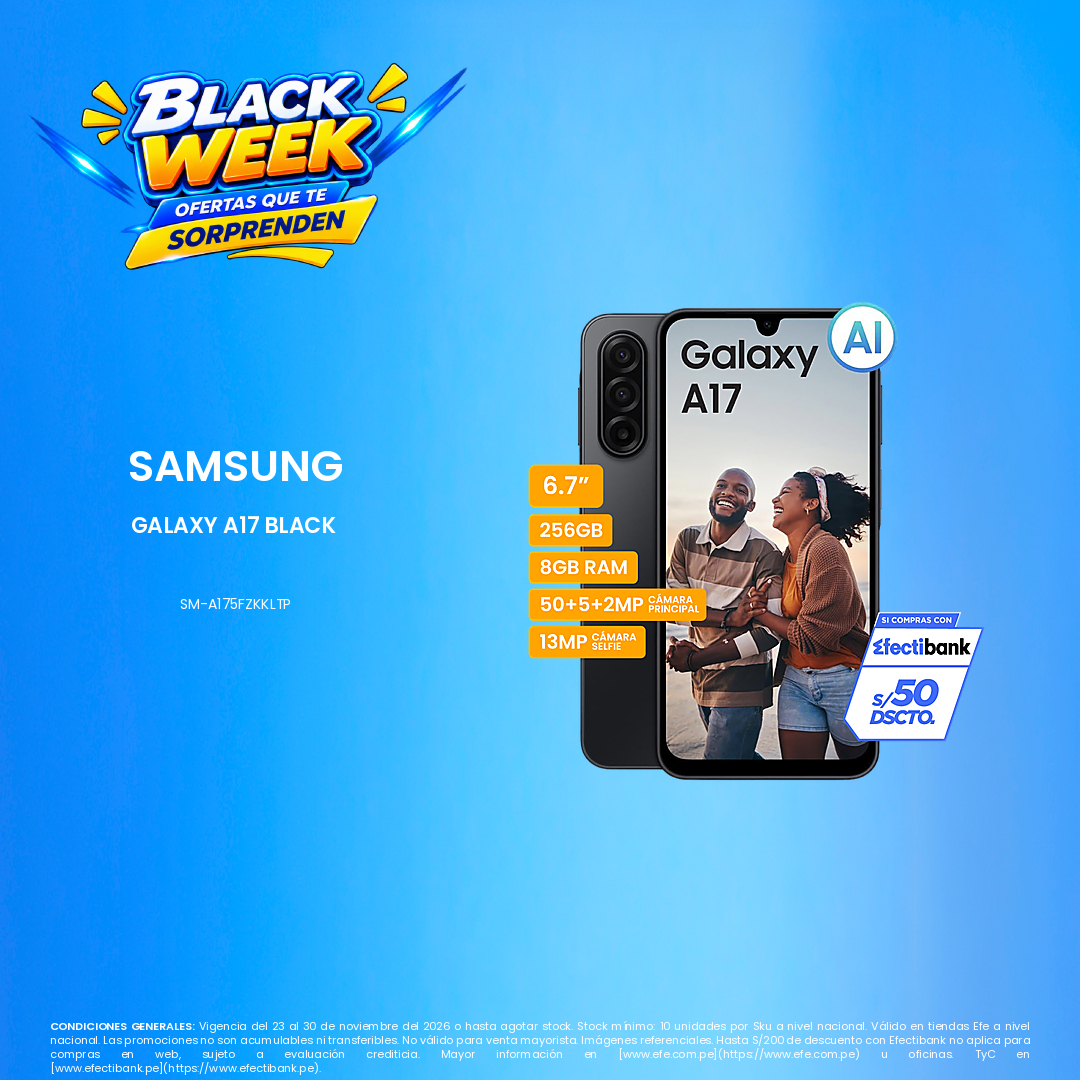 BLACK
WEEK
OFERTAS QUE TE
SORPRENDEN
AI
Galaxy
A17
SAMSUNG
GALAXY A17 BLACK
SM-A175FZKKLTP
6.7”
256GB
8GB RAM
50+5+2MP CÁMARA PRINCIPAL
13MP CÁMARA SELFIE
SI COMPRAS CON
Efectibank
S/50
DSCTO.
CONDICIONES GENERALES: Vigencia del 23 al 30 de noviembre del 2026 o hasta agotar stock. Stock mínimo: 10 unidades por Sku a nivel nacional. Válido en tiendas Efe a nivel
nacional. Las promociones no son acumulables ni transferibles. No válido para venta mayorista. Imágenes referenciales. Hasta S/200 de descuento con Efectibank no aplica para
compras en web, sujeto a evaluación crediticia. Mayor información en [www.efe.com.pe](https://www.efe.com.pe) u oficinas. TyC en
[www.efectibank.pe](https://www.efectibank.pe).